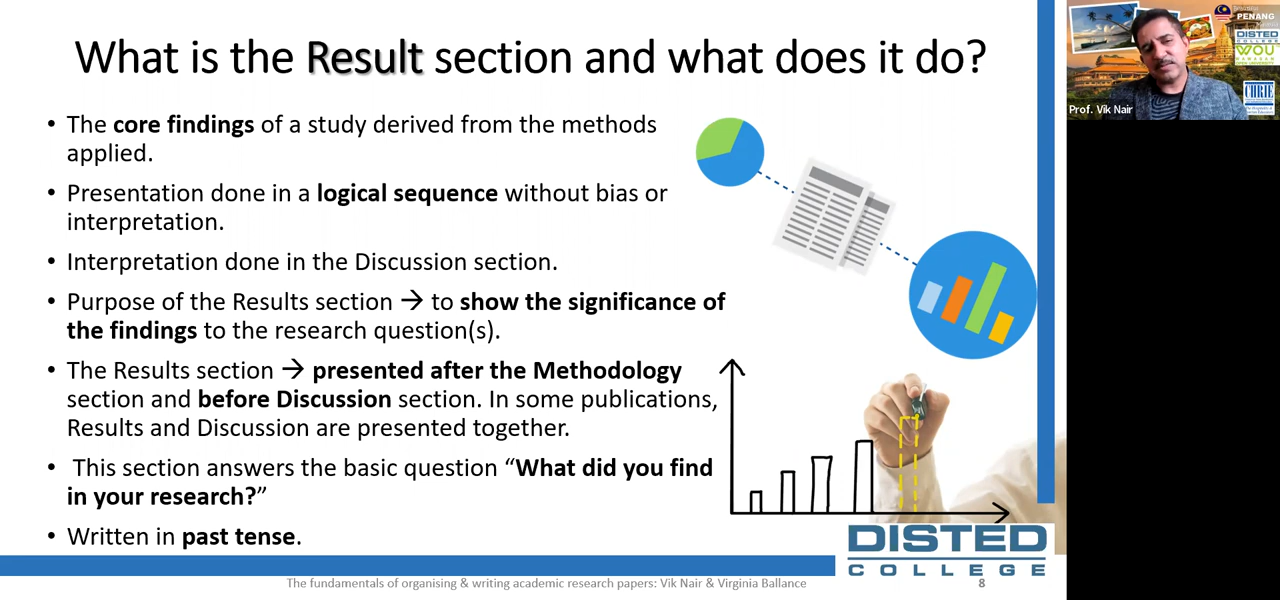 What is the Result section and what does it do?
• The core findings of a study derived from the methods
applied.
• Presentation done in a logical sequence without bias or
interpretation.
• Interpretation done in the Discussion section.
• Purpose of the Results section → to show the significance of
the findings to the research question(s).
• The Results section → presented after the Methodology
section and before Discussion section. In some publications,
Results and Discussion are presented together.
• This section answers the basic question “What did you find
in your research?”
• Written in past tense.
DISTED
COLLEGE
The fundamentals of organising & writing academic research papers: Vik Nair & Virginia Ballance
8
PENANG
DISTED
COLLEGE
WOU
CHRIE
Prof. Vik Nair